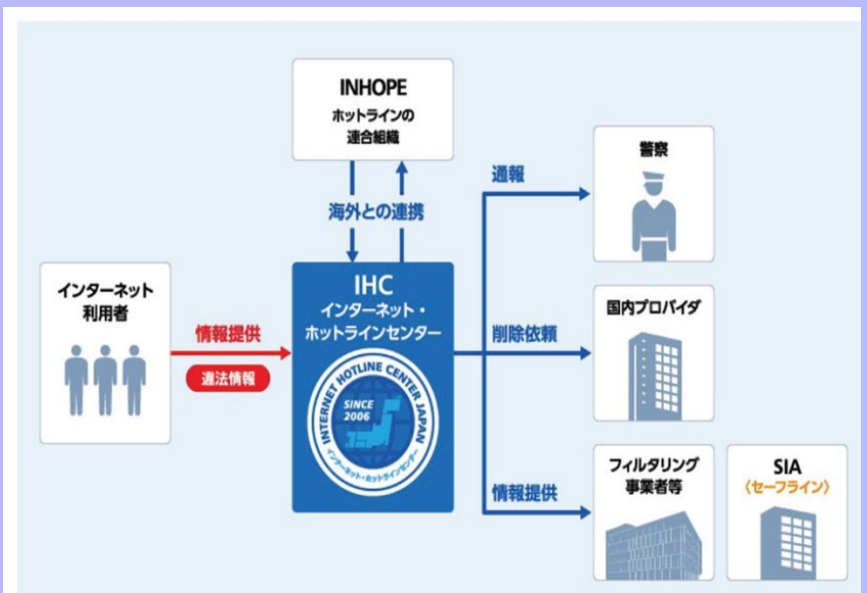 INHOPE
ホットラインの
連合組織
海外との連携
警察
通報
インターネット
利用者
情報提供
違法情報
IHC
インターネット・
ホットラインセンター
INTERNET HOTLINE CENTER JAPAN
SINCE
2006
インターネット・ホットラインセンター
削除依頼
国内プロバイダ
情報提供
フィルタリング
事業者等
SIA
〈セーフライン〉